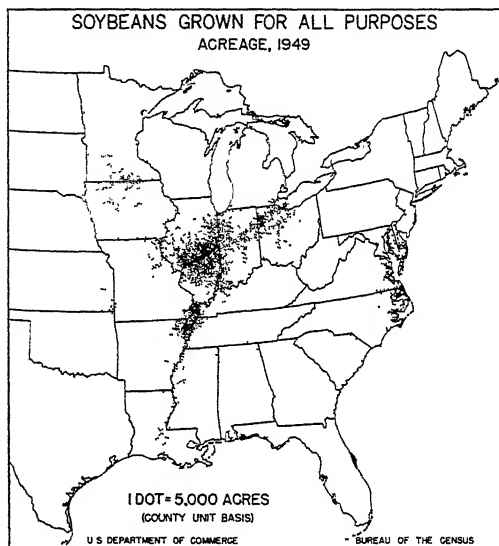 SOYBEANS GROWN FOR ALL PURPOSES
ACREAGE, 1949
1 DOT = 5,000 ACRES
(COUNTY UNIT BASIS)
U S DEPARTMENT OF COMMERCE - BUREAU OF THE CENSUS